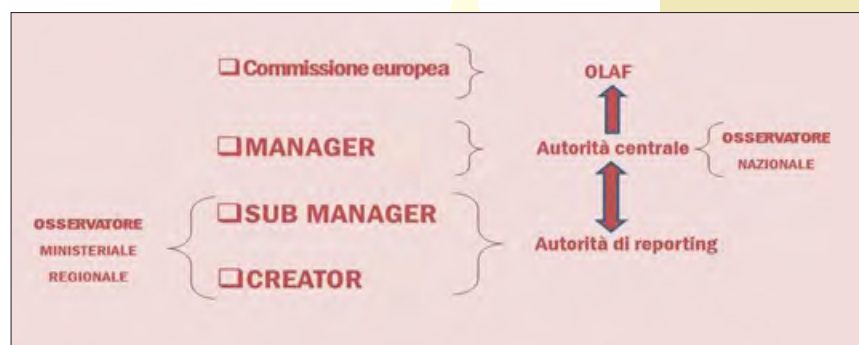 ❑Commissione europea
OLAF
❑MANAGER
Autorità centrale
OSSERVATORE
NAZIONALE
OSSERVATORE
MINISTERIALE
REGIONALE
❑SUB MANAGER
❑CREATOR
Autorità di reporting